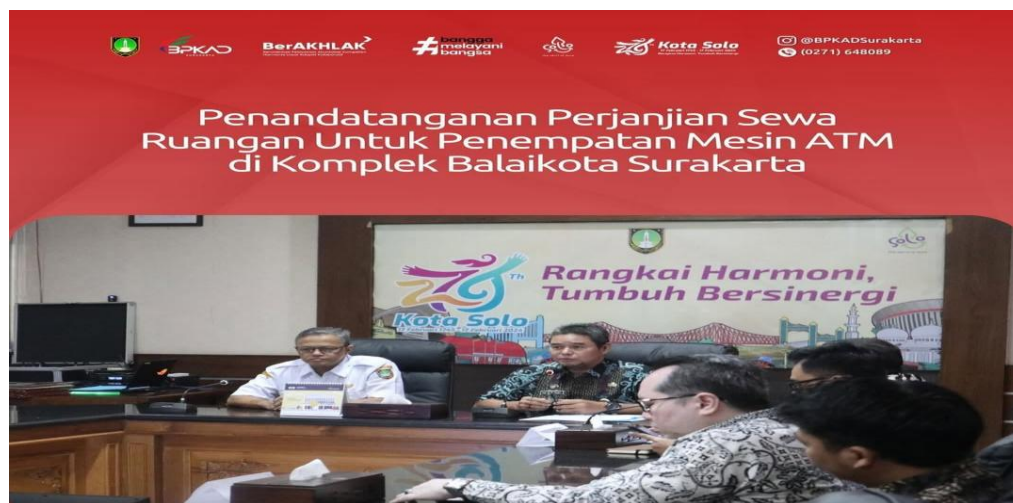 BPKAD
BerAKHLAK
bangga
melayani
bangsa
Kota Solo
@BPKADSurakarta
(0271) 648089
Penandatanganan Perjanjian Sewa
Ruangan Untuk Penempatan Mesin ATM
di Komplek Balaikota Surakarta
solo
Th
Rangkai Harmoni,
Tumbuh Bersinergi
Kota Solo